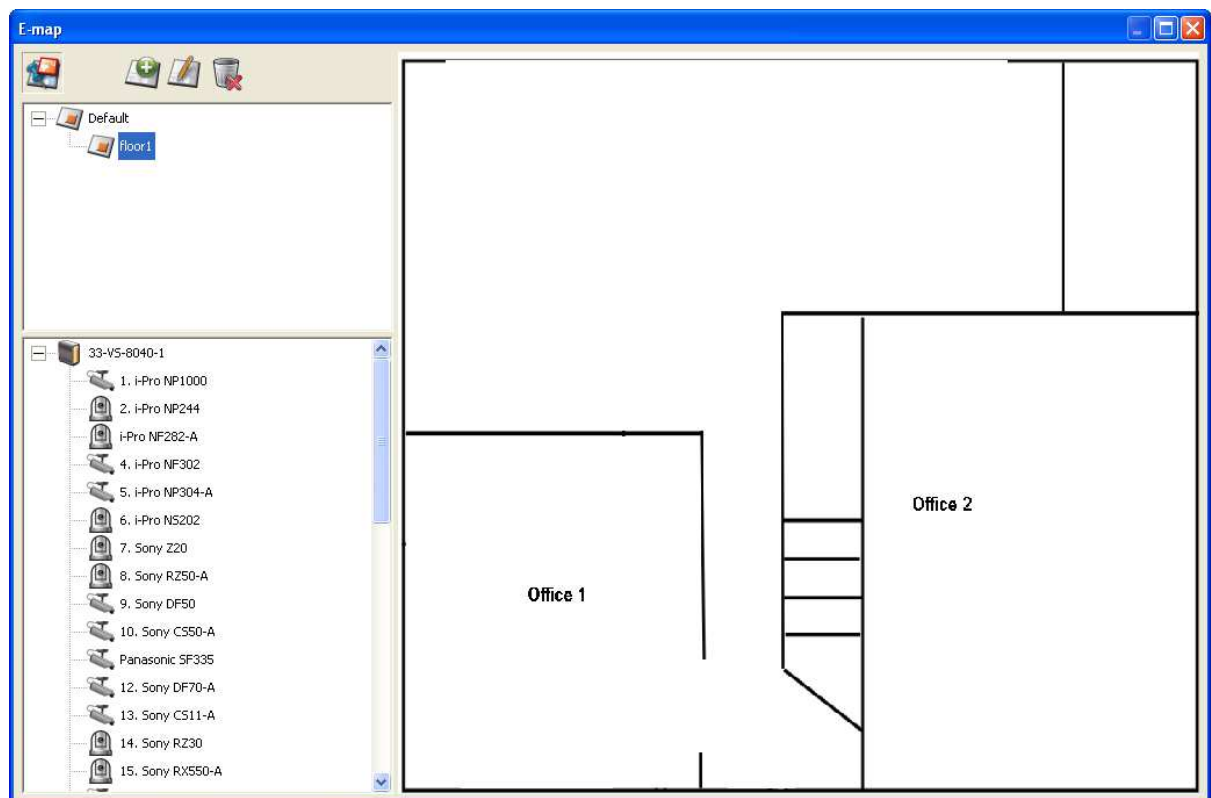 E-map
Default
floor1
33-VS-8040-1
1. i-Pro NP1000
2. i-Pro NP244
i-Pro NF282-A
4. i-Pro NF302
5. i-Pro NP304-A
6. i-Pro NS202
7. Sony Z20
8. Sony RZ50-A
9. Sony DF50
10. Sony CS50-A
Panasonic SF335
12. Sony DF70-A
13. Sony CS11-A
14. Sony RZ30
15. Sony RX550-A
Office 1
Office 2